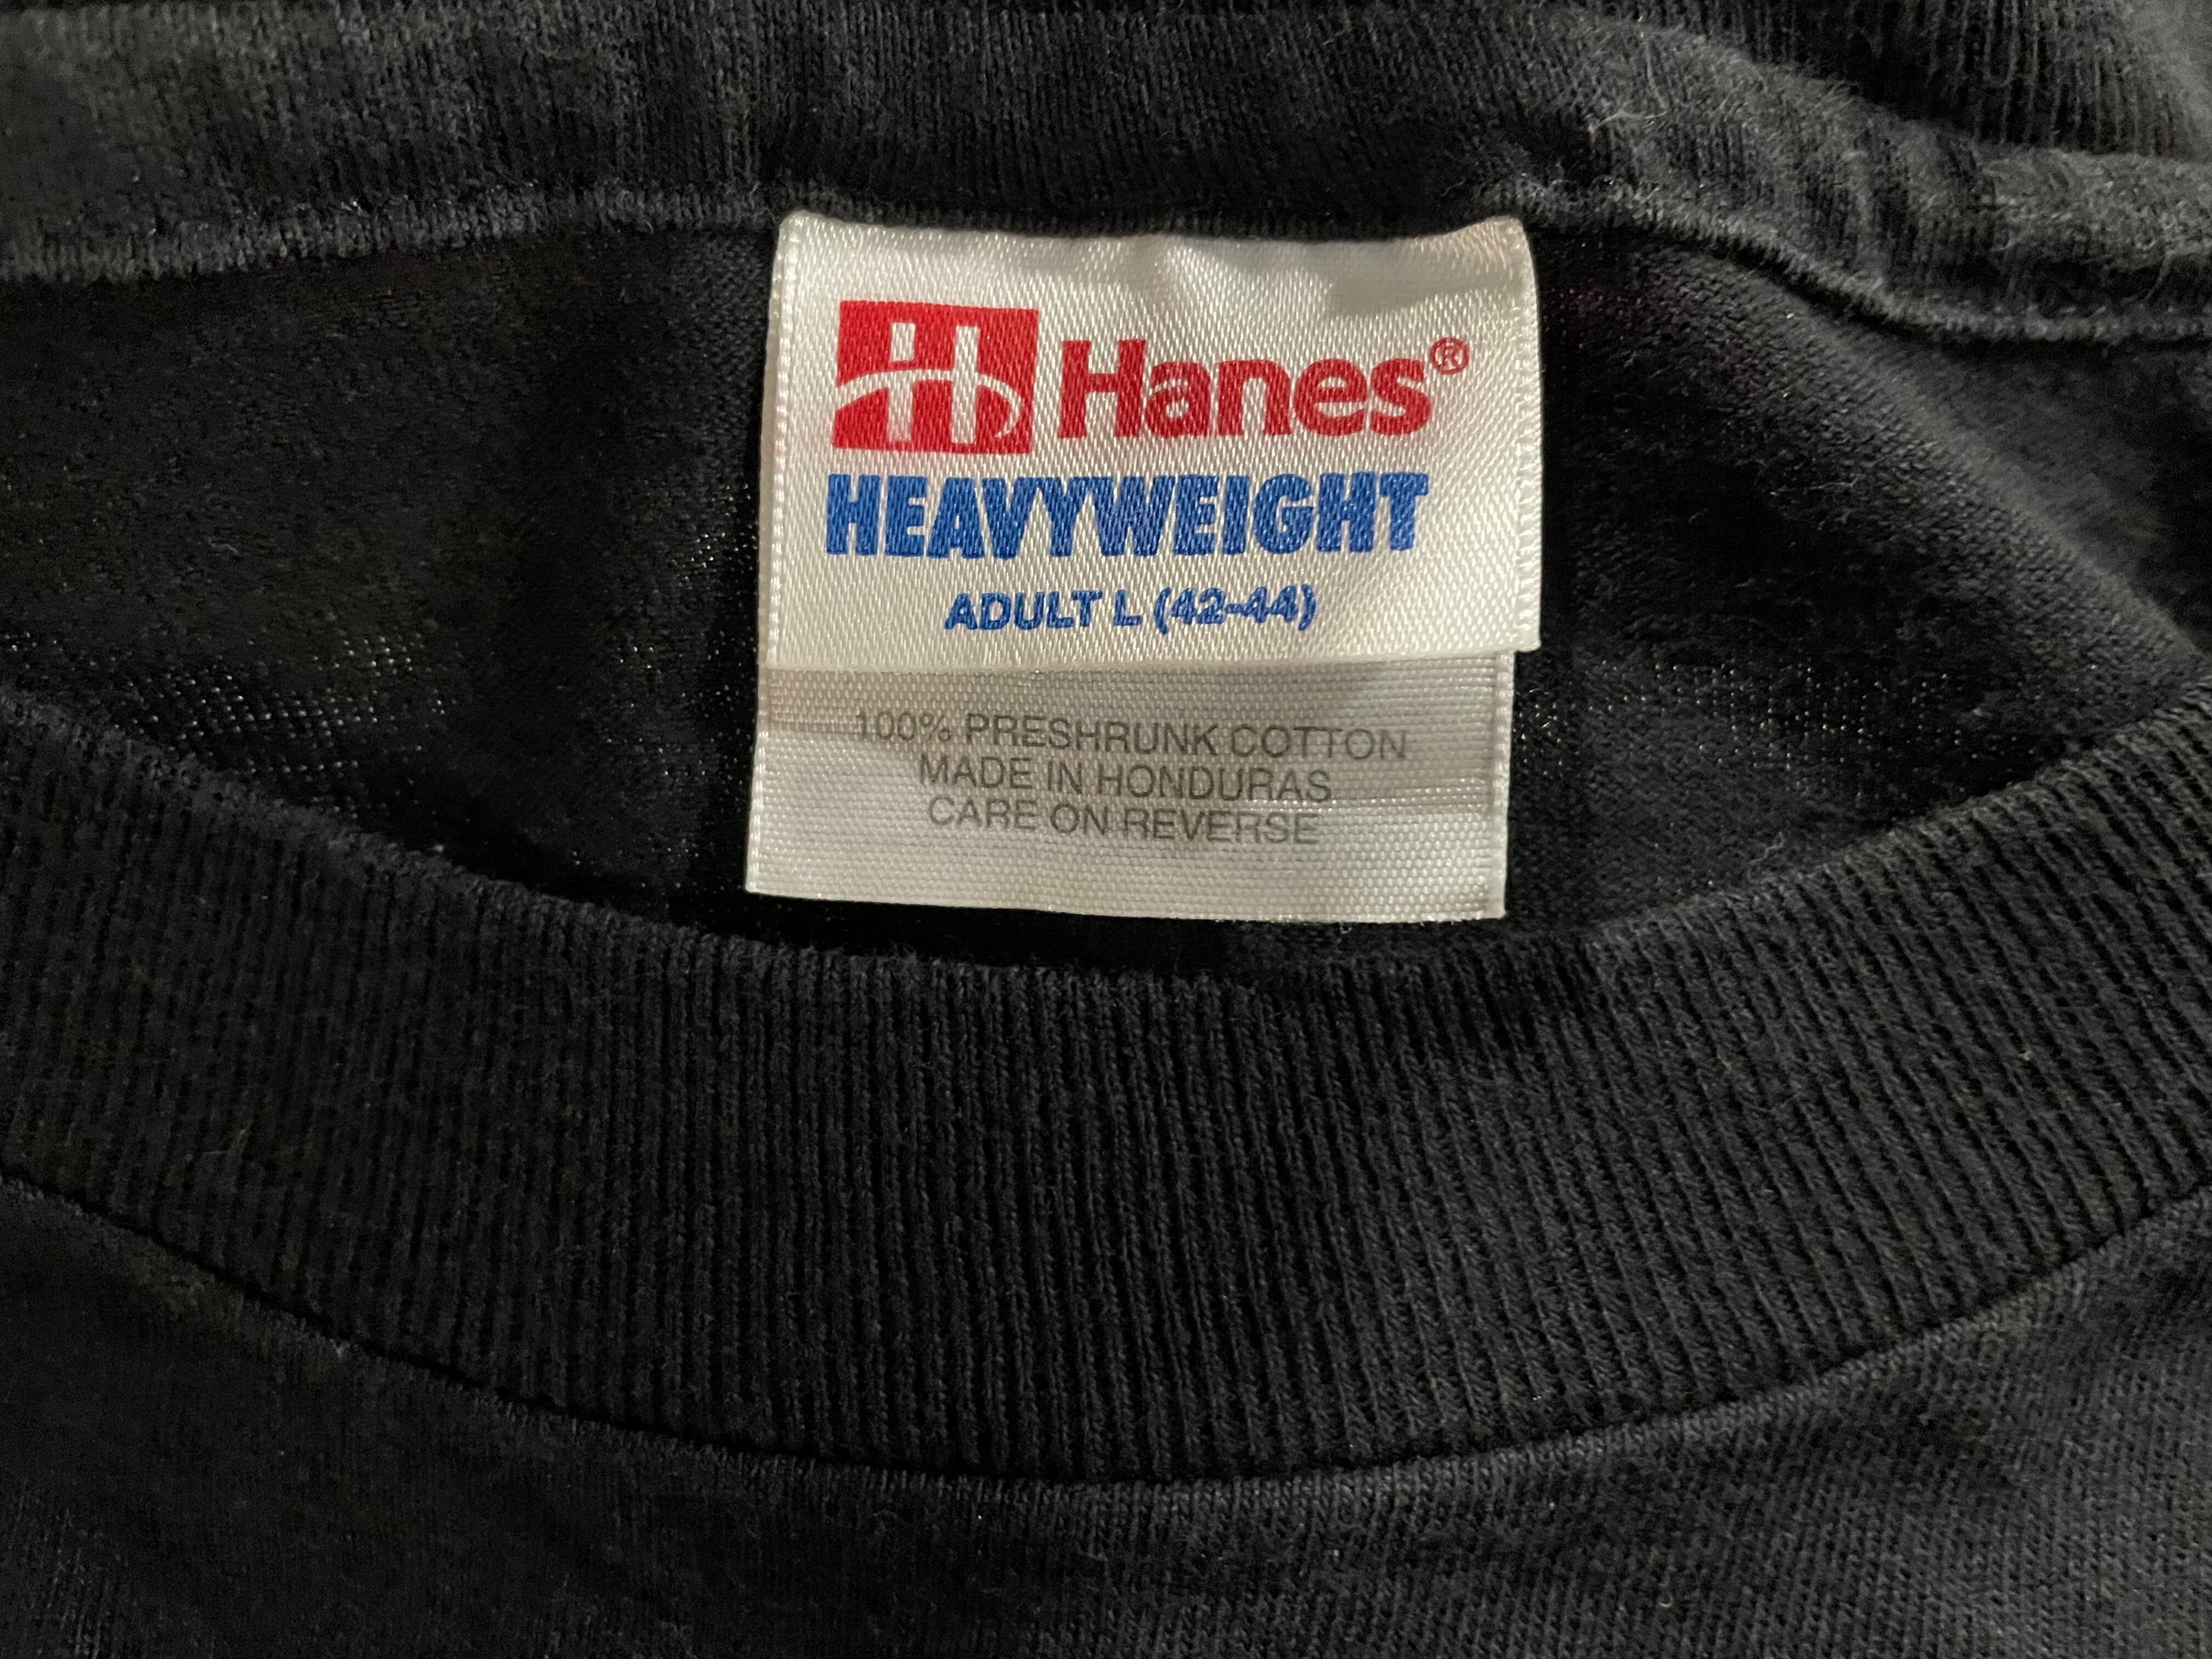 Hanes®
HEAVYWEIGHT
ADULT L (42-44)
100% PRESHRUNK COTTON
MADE IN HONDURAS
CARE ON REVERSE